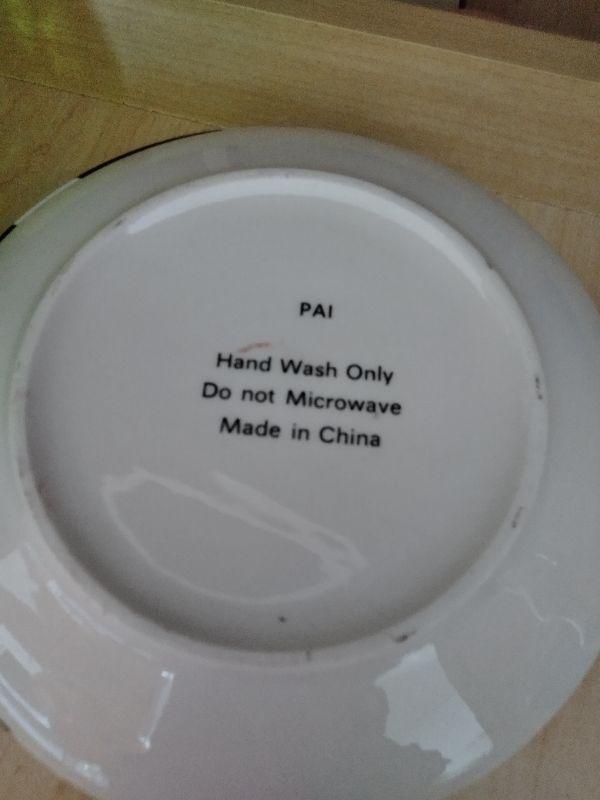 PAI
Hand Wash Only
Do not Microwave
Made in China